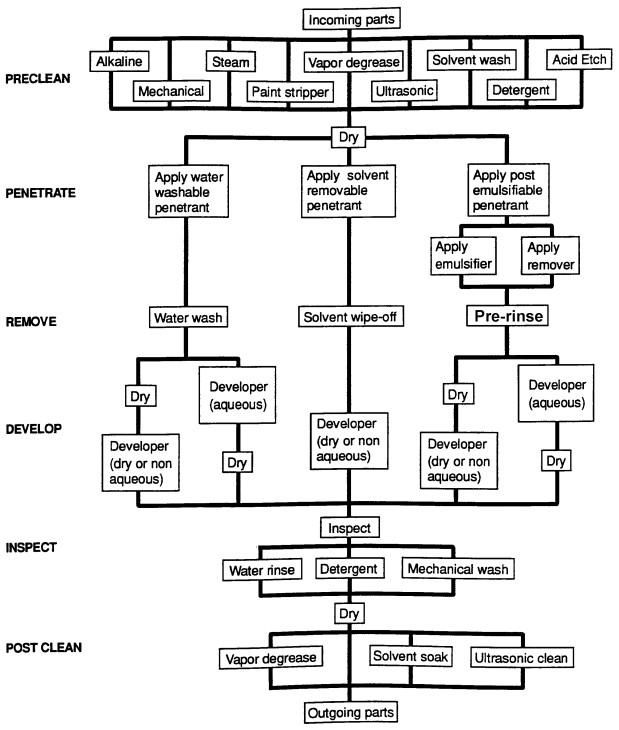 Incoming parts
Alkaline
Steam
Vapor degrease
Solvent wash
Acid Etch
PRECLEAN
Mechanical
Paint stripper
Ultrasonic
Detergent
Dry
PENETRATE
Apply water
washable
penetrant
Apply solvent
removable
penetrant
Apply post
emulsifiable
penetrant
Apply
emulsifier
Apply
remover
REMOVE
Water wash
Solvent wipe-off
Pre-rinse
Dry
Developer
(aqueous)
Dry
Developer
(aqueous)
DEVELOP
Developer
(dry or non
aqueous)
Dry
Developer
(dry or non
aqueous)
Developer
(dry or non
aqueous)
Dry
Inspect
INSPECT
Water rinse
Detergent
Mechanical wash
Dry
POST CLEAN
Vapor degrease
Solvent soak
Ultrasonic clean
Outgoing parts